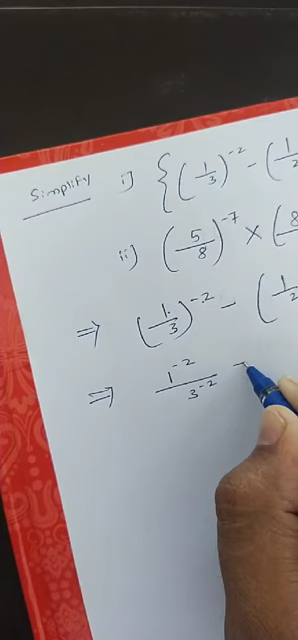 Simplify i) {(1/3)^-2 - (1/2
ii) (5/8)^-7 × (8
⇒ (1/3)^-2 - (1/2
⇒ 1^-2/3^-2 -